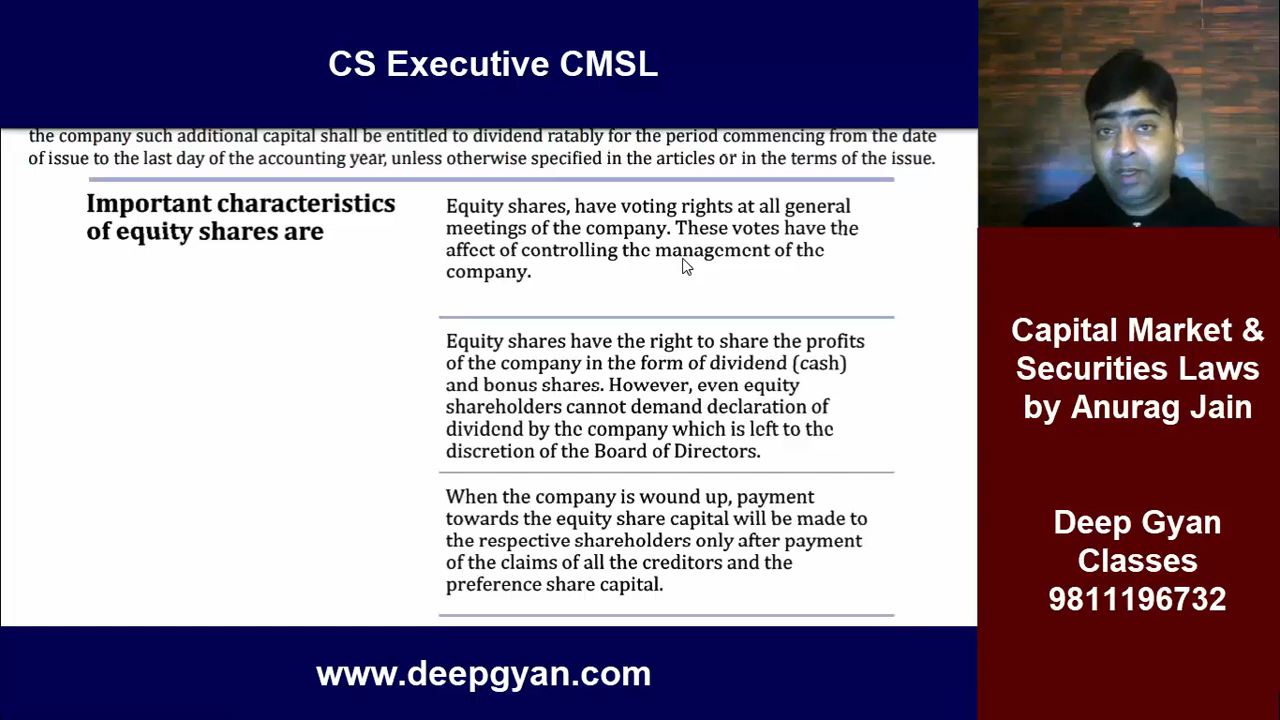 CS Executive CMSL
the company such additional capital shall be entitled to dividend ratably for the period commencing from the date
of issue to the last day of the accounting year, unless otherwise specified in the articles or in the terms of the issue.
Important characteristics
of equity shares are
Equity shares, have voting rights at all general
meetings of the company. These votes have the
affect of controlling the management of the
company.
Equity shares have the right to share the profits
of the company in the form of dividend (cash)
and bonus shares. However, even equity
shareholders cannot demand declaration of
dividend by the company which is left to the
discretion of the Board of Directors.
When the company is wound up, payment
towards the equity share capital will be made to
the respective shareholders only after payment
of the claims of all the creditors and the
preference share capital.
Capital Market &
Securities Laws
by Anurag Jain
Deep Gyan
Classes
9811196732
www.deepgyan.com